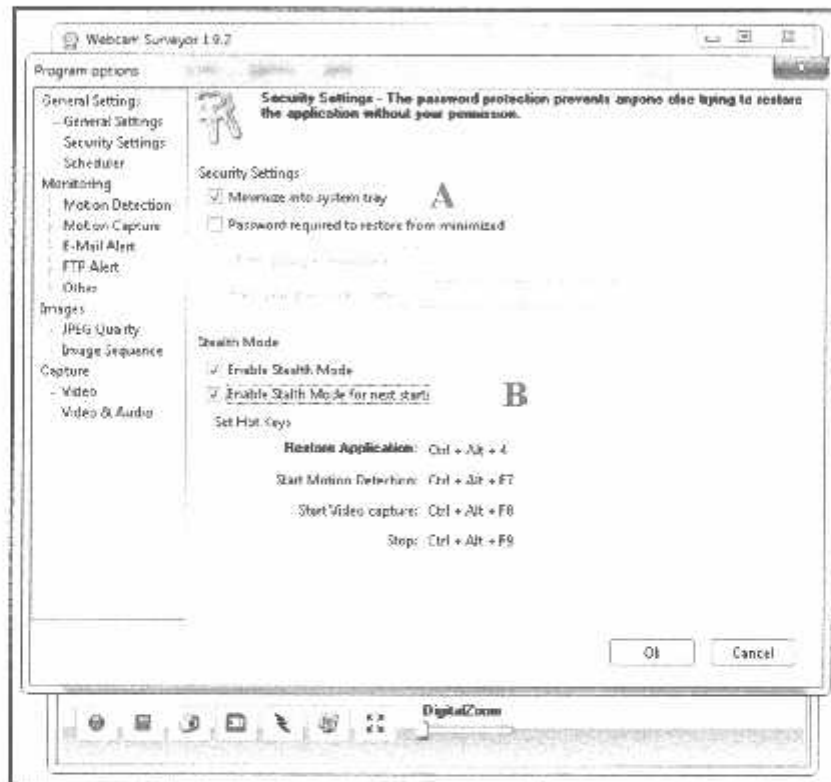 Webcam Surveyor 1.9.2
Program options
General Settings
General Settings
Security Settings
Scheduler
Monitoring
Motion Detection
Motion Capture
E-Mail Alert
FTP Alert
Other
Images
JPEG Quality
Image Sequence
Capture
Video
Video & Audio
Security Settings - The password protection prevents anyone else trying to restore
the application without your permission.
Security Settings
Minimize into system tray
A
Password required to restore from minimized
Stealth Mode
Enable Stealth Mode
Enable Stalth Mode for next starts
B
Set Hot Keys
Restore Application: Ctrl + Alt + 4
Start Motion Detection: Ctrl + Alt + F7
Start Video capture: Ctrl + Alt + F8
Stop: Ctrl + Alt + F9
Ok
Cancel
DigitalZoom